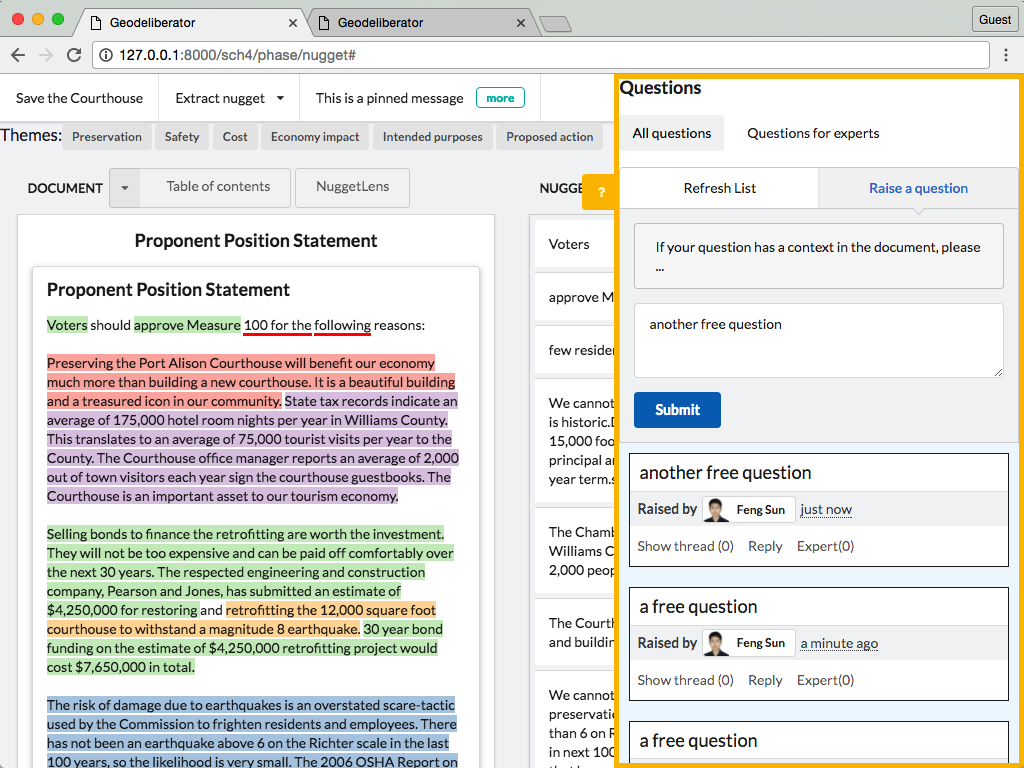 Geodeliberator
Geodeliberator
Guest
127.0.0.1:8000/sch4/phase/nugget#
Save the Courthouse
Extract nugget
This is a pinned message
more
Themes:
Preservation
Safety
Cost
Economy impact
Intended purposes
Proposed action
DOCUMENT
Table of contents
NuggetLens
Proponent Position Statement
Proponent Position Statement
Voters should approve Measure 100 for the following reasons:
Preserving the Port Alison Courthouse will benefit our economy
much more than building a new courthouse. It is a beautiful building
and a treasured icon in our community. State tax records indicate an
average of 175,000 hotel room nights per year in Williams County.
This translates to an average of 75,000 tourist visits per year to the
County. The Courthouse office manager reports an average of 2,000
out of town visitors each year sign the courthouse guestbooks. The
Courthouse is an important asset to our tourism economy.
Selling bonds to finance the retrofitting are worth the investment.
They will not be too expensive and can be paid off comfortably over
the next 30 years. The respected engineering and construction
company, Pearson and Jones, has submitted an estimate of
$4,250,000 for restoring and retrofitting the 12,000 square foot
courthouse to withstand a magnitude 8 earthquake. 30 year bond
funding on the estimate of $4,250,000 retrofitting project would
cost $7,650,000 in total.
The risk of damage due to earthquakes is an overstated scare-tactic
used by the Commission to frighten residents and employees. There
has not been an earthquake above 6 on the Richter scale in the last
100 years, so the likelihood is very small. The 2006 OSHA Report on
NUGGE
?
Voters
approve M
few reside
We cannot
is historic.D
15,000 foo
principal a
year term.s
The Chamb
Williams C
2,000 peop
The Courth
and buildin
We cannot
preservati
than 6 on R
in next 100
Questions
All questions
Questions for experts
Refresh List
Raise a question
If your question has a context in the document, please
...
another free question
Submit
another free question
Raised by Feng Sun just now
Show thread (0) Reply Expert(0)
a free question
Raised by Feng Sun a minute ago
Show thread (0) Reply Expert(0)
a free question